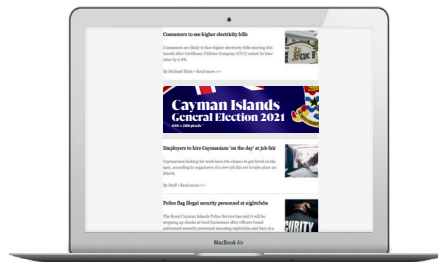 Consumers to see higher electricity bills
Consumers are likely to face higher electricity bills starting this
month after Caribbean Utilities Company (CUC) raised its base
rates by 6.6%.
By Michael Klein • Read more >>
CUC
Cayman Islands
General Election 2021
696 x 200 pixels
Employers to hire Caymanians 'on the day' at job fair
Caymanians looking for work have the chance to get hired on the
spot, according to organisers of a new job fair set to take place on
March.
By Staff • Read more >>
Police flag illegal security personnel at nightclubs
The Royal Cayman Islands Police Service has said it will be
stepping up checks of local businesses after officers found
unlicensed security personnel manning nightclubs and bars in a
SECURITY
MacBook Air